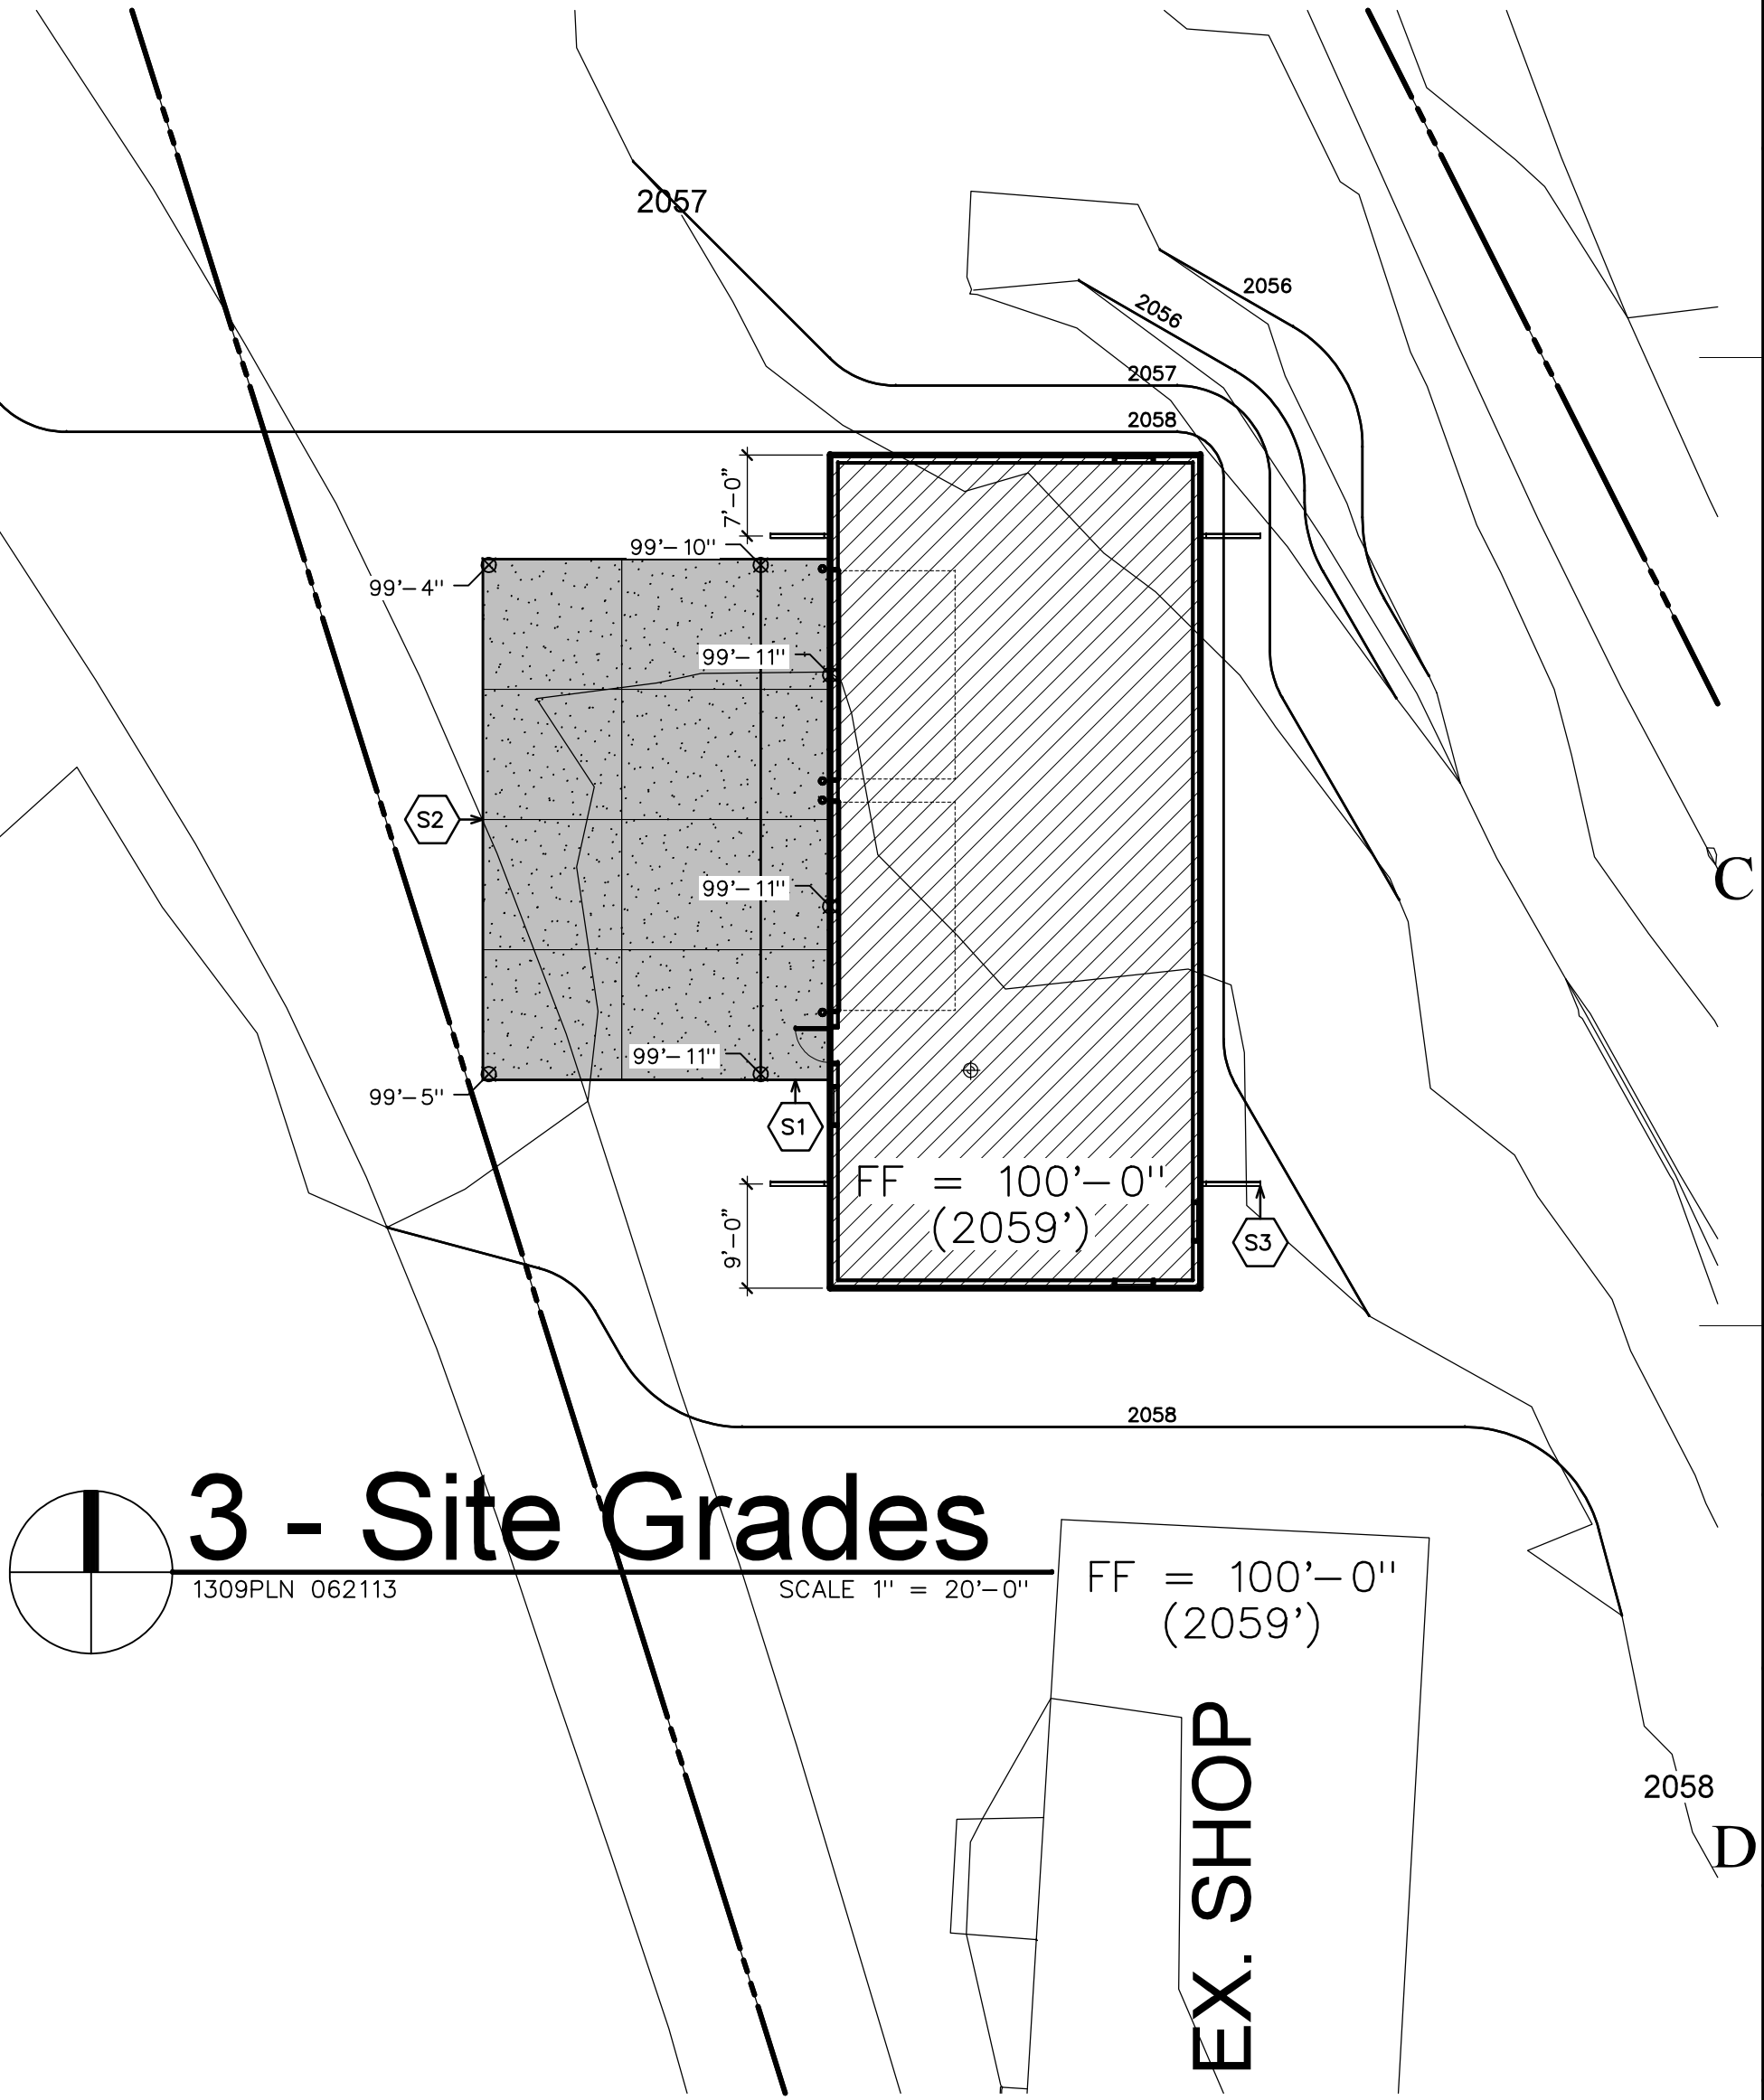 2057
2056
2056
2057
2058
7'-0"
99'-10"
99'-4"
99'-11"
S2
C
99'-11"
99'-11"
99'-5"
S1
FF = 100'-0"
(2059')
9'-0"
S3
2058
3 - Site Grades
1309PLN 062113
SCALE 1" = 20'-0"
FF = 100'-0"
(2059')
EX. SHOP
2058
D